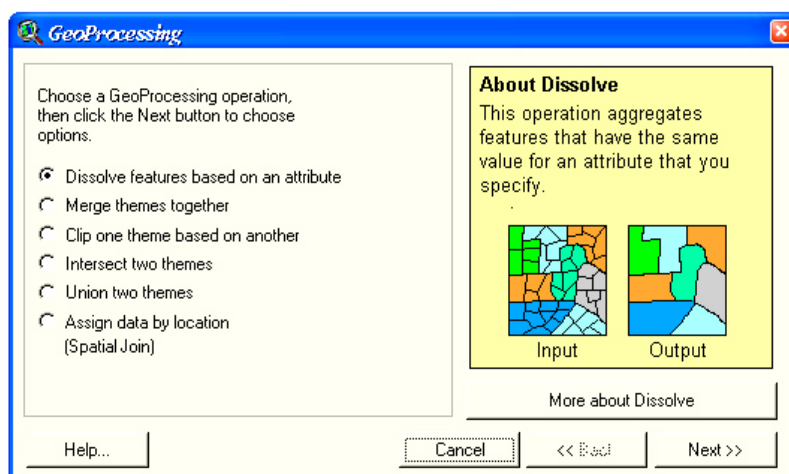 GeoProcessing
Choose a GeoProcessing operation,
then click the Next button to choose
options.
Dissolve features based on an attribute
Merge themes together
Clip one theme based on another
Intersect two themes
Union two themes
Assign data by location
(Spatial Join)
About Dissolve
This operation aggregates
features that have the same
value for an attribute that you
specify.
Input Output
More about Dissolve
Help... Cancel << Back Next >>